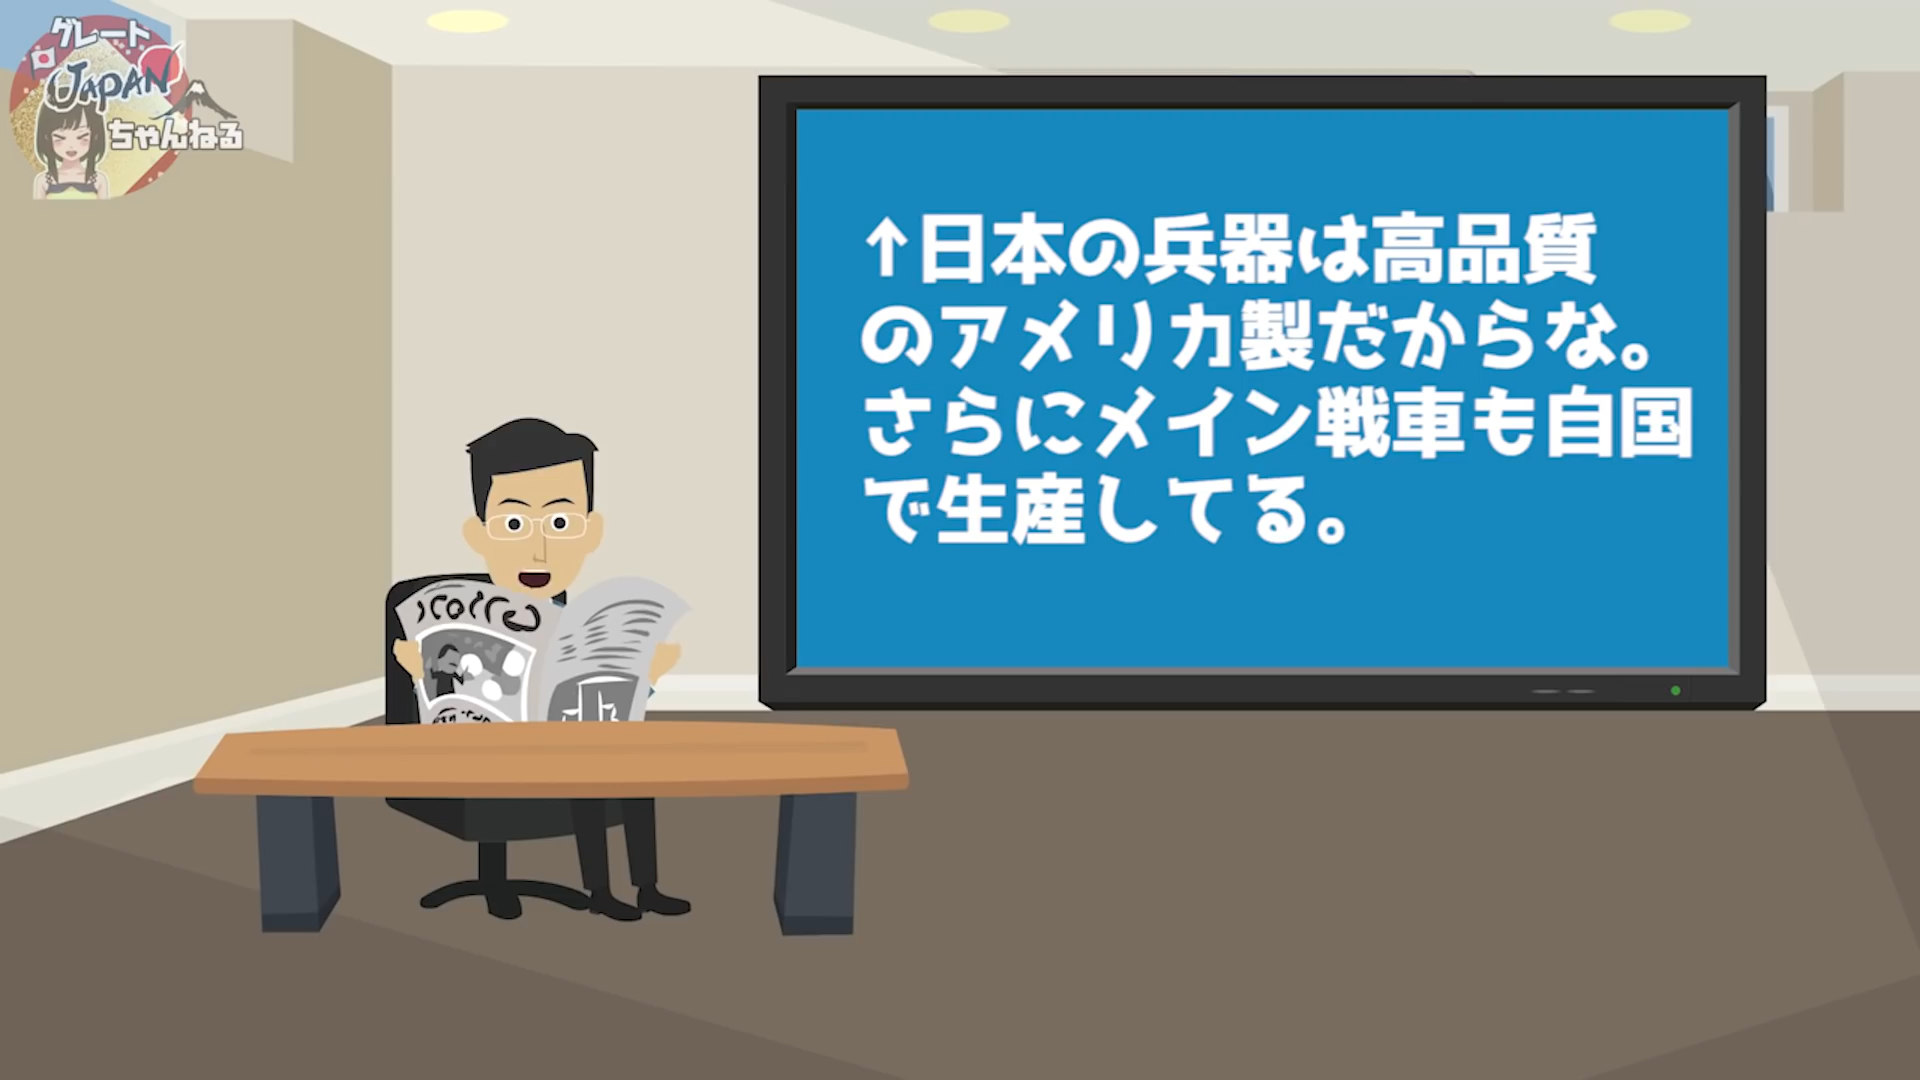 グレート
JAPAN
ちゃんねる
↑日本の兵器は高品質
のアメリカ製だからな。
さらにメイン戦車も自国
で生産してる。